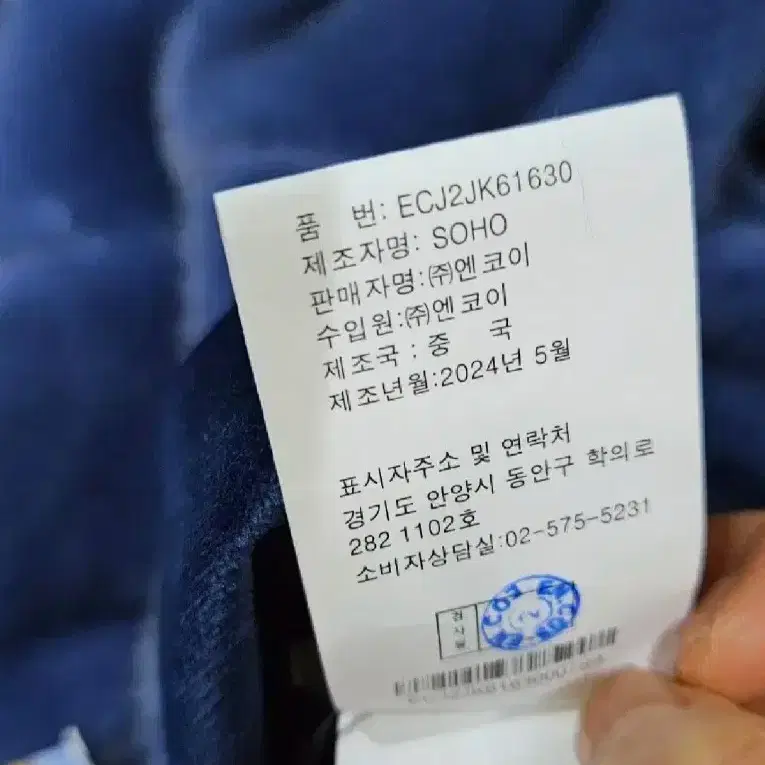 품 번: ECJ2JK61630
제조자명: SOHO
판매자명:㈜엔코이
수입원:㈜엔코이
제조국 : 중 국
제조년월:2024년 5월
표시자주소 및 연락처
경기도 안양시 동안구 학의로
282 1102호
소비자상담실:02-575-5231
검사필